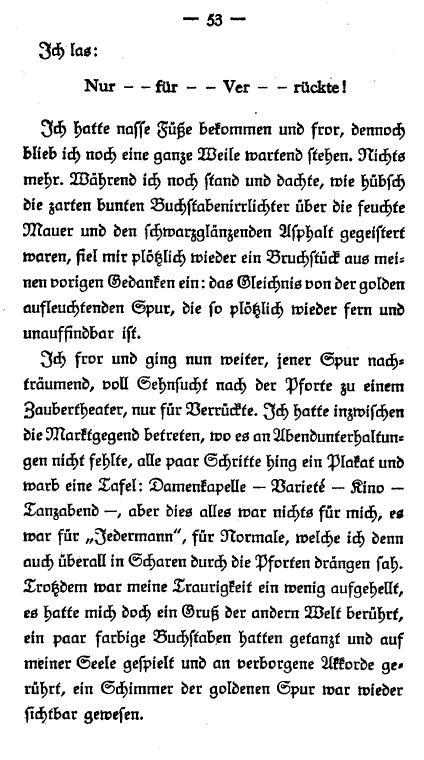 — 53 —
Ich las:
Nur – – für – – Ver – – rückte!
Ich hatte nasse Füße bekommen und fror, dennoch
blieb ich noch eine ganze Weile wartend stehen. Nichts
mehr. Während ich noch stand und dachte, wie hübsch
die zarten bunten Buchstabenirrlichter über die feuchte
Mauer und den schwarzglänzenden Asphalt gegeistert
waren, fiel mir plötzlich wieder ein Bruchstück aus mei-
nen vorigen Gedanken ein: das Gleichnis von der golden
aufleuchtenden Spur, die so plötzlich wieder fern und
unauffindbar ist.
Ich fror und ging nun weiter, jener Spur nach-
träumend, voll Sehnsucht nach der Pforte zu einem
Zaubertheater, nur für Verrückte. Ich hatte inzwischen
die Marktgegend betreten, wo es an Abendunterhaltun-
gen nicht fehlte, alle paar Schritte hing ein Plakat und
warb eine Tafel: Damenkapelle — Varieté — Kino —
Tanzabend —, aber dies alles war nichts für mich, es
war für „Jedermann“, für Normale, welche ich denn
auch überall in Scharen durch die Pforten drängen sah.
Trotzdem war meine Traurigkeit ein wenig aufgehellt,
es hatte mich doch ein Gruß der andern Welt berührt,
ein paar farbige Buchstaben hatten getanzt und auf
meiner Seele gespielt und an verborgene Akkorde ge-
rührt, ein Schimmer der goldenen Spur war wieder
sichtbar gewesen.